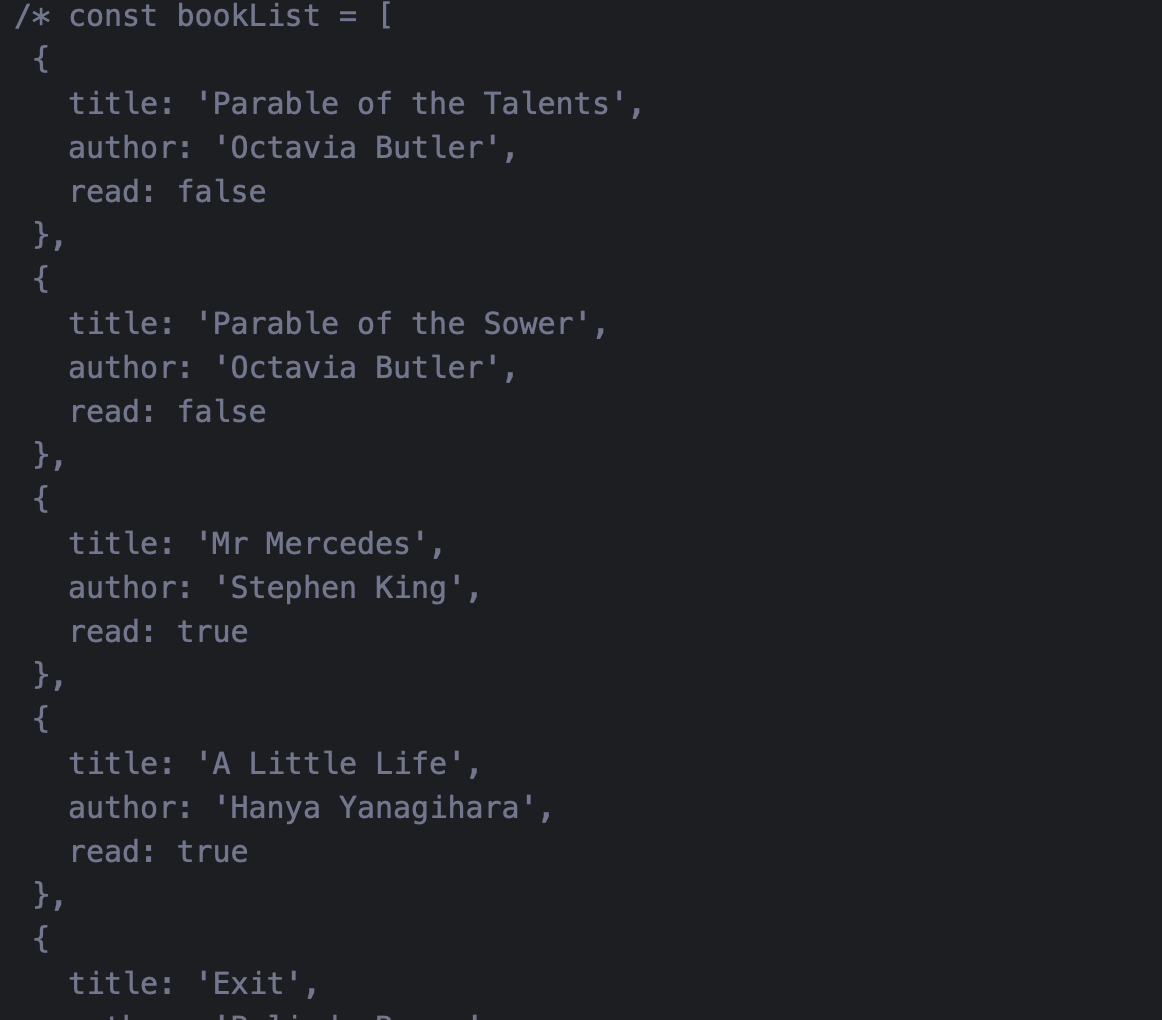 /* const bookList = [
{
title: 'Parable of the Talents',
author: 'Octavia Butler',
read: false
},
{
title: 'Parable of the Sower',
author: 'Octavia Butler',
read: false
},
{
title: 'Mr Mercedes',
author: 'Stephen King',
read: true
},
{
title: 'A Little Life',
author: 'Hanya Yanagihara',
read: true
},
{
title: 'Exit',